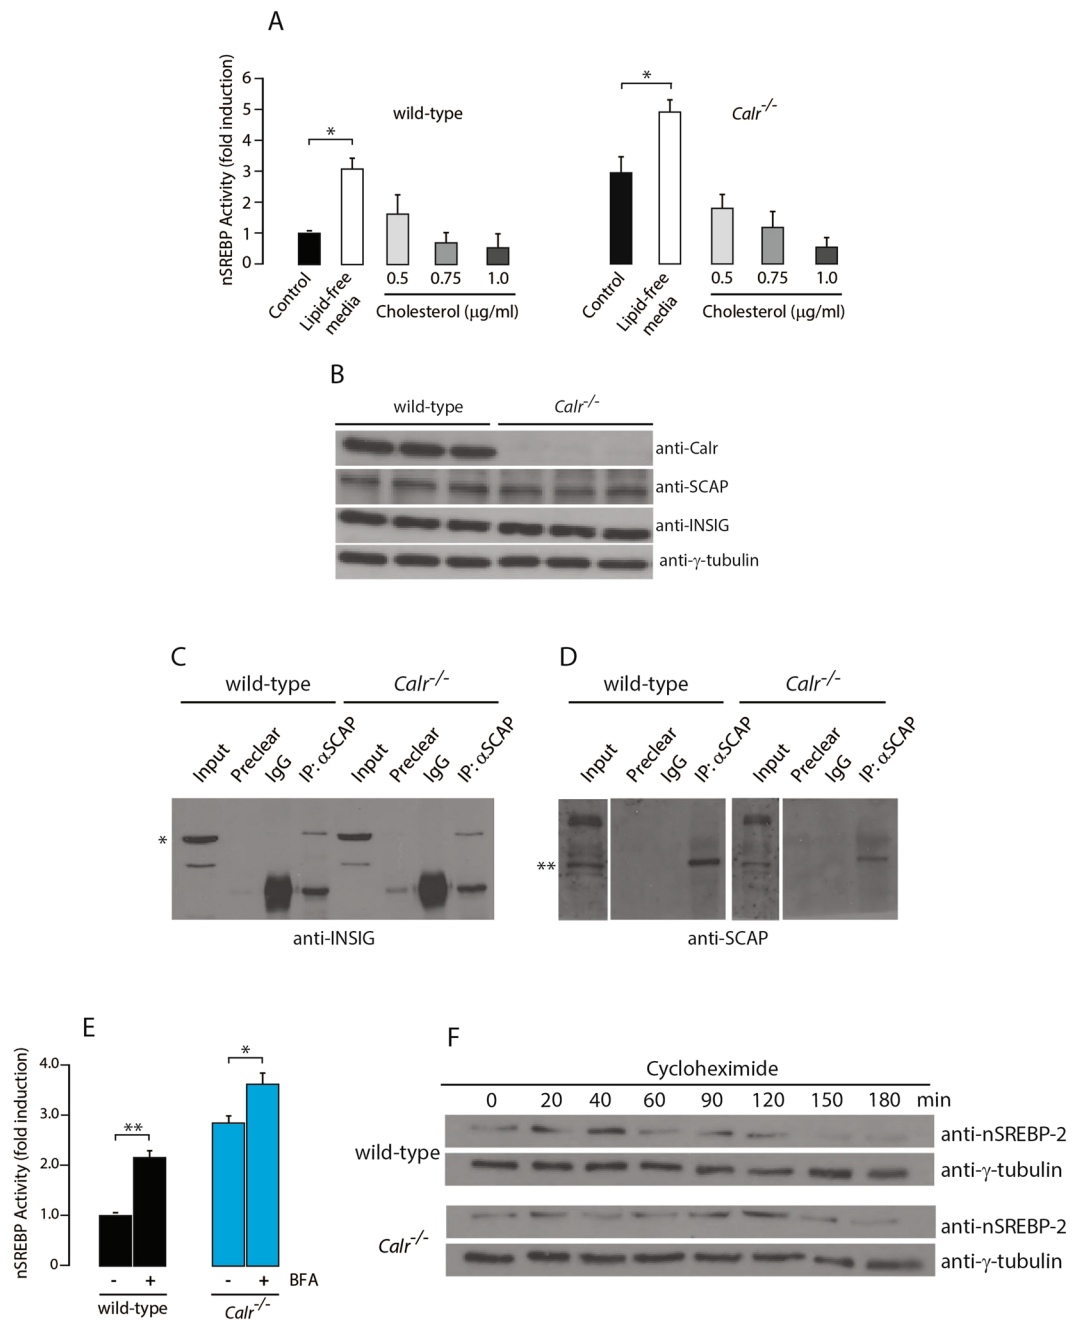 A
nSREBP Activity (fold induction)
6
5
4
3
2
1
0
wild-type
Calr-/-
*
*
Control
Lipid-free media
0.5 0.75 1.0
Cholesterol (μg/ml)
Control
Lipid-free media
0.5 0.75 1.0
Cholesterol (μg/ml)
B
wild-type Calr-/-
anti-Calr
anti-SCAP
anti-INSIG
anti-γ-tubulin
C
wild-type Calr-/-
Input Preclear IgG IP: αSCAP Input Preclear IgG IP: αSCAP
*
anti-INSIG
D
wild-type Calr-/-
Input Preclear IgG IP: αSCAP Input Preclear IgG IP: αSCAP
**
anti-SCAP
E
nSREBP Activity (fold induction)
4.0
3.0
2.0
1.0
0
**
*
- + - + BFA
wild-type Calr-/-
F
Cycloheximide
0 20 40 60 90 120 150 180 min
wild-type
anti-nSREBP-2
anti-γ-tubulin
Calr-/-
anti-nSREBP-2
anti-γ-tubulin